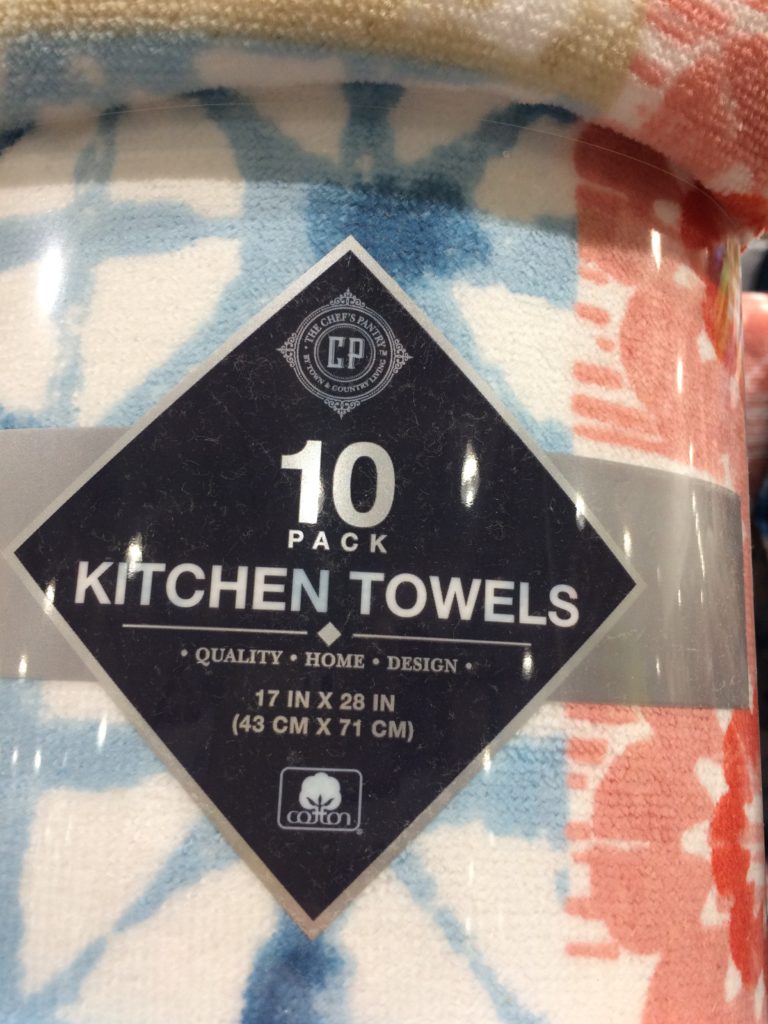 THE CHEF'S PANTRY™
CP
BY TOWN & COUNTRY LIVING
10
PACK
KITCHEN TOWELS
• QUALITY • HOME • DESIGN •
17 IN X 28 IN
(43 CM X 71 CM)
cotton®